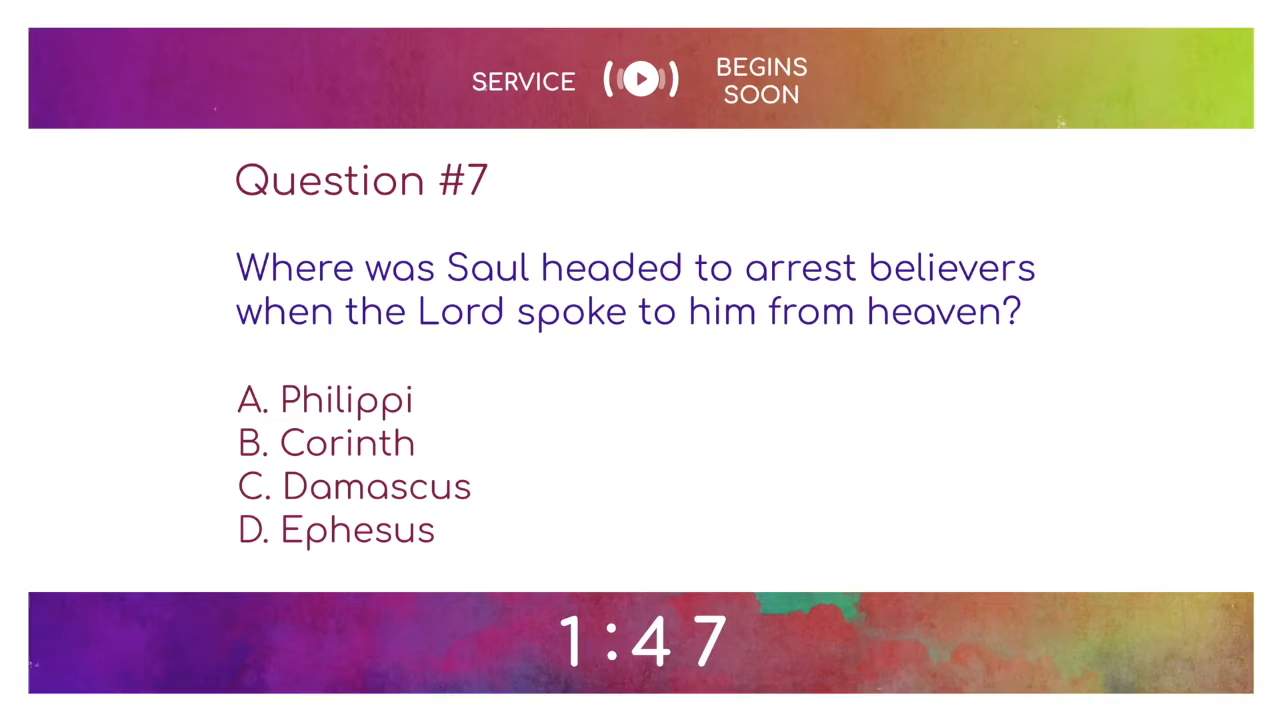 SERVICE
BEGINS
SOON
Question #7
Where was Saul headed to arrest believers
when the Lord spoke to him from heaven?
A. Philippi
B. Corinth
C. Damascus
D. Ephesus
1:47